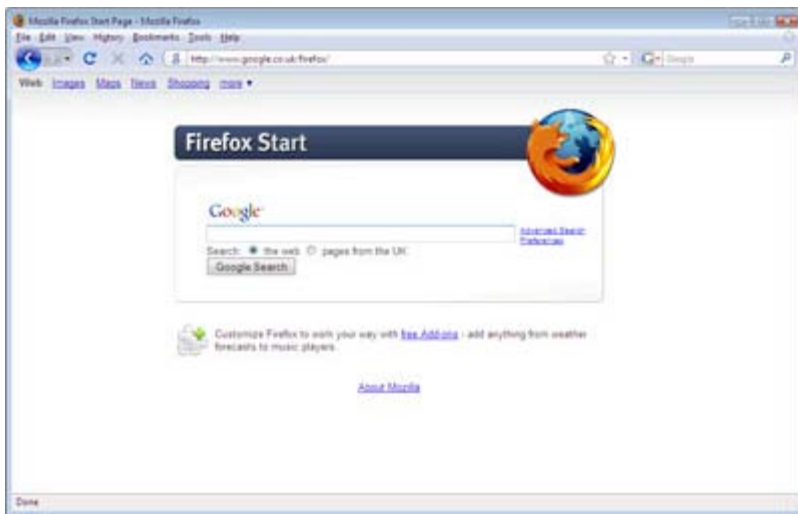 Mozilla Firefox Start Page - Mozilla Firefox
File Edit View History Bookmarks Tools Help
http://www.google.co.uk/firefox/ Google
Web Images Maps News Shopping more
Firefox Start
Google
Advanced Search
Preferences
Search: the web pages from the UK
Google Search
Customize Firefox to work your way with free Add-ons - add anything from weather
forecasts to music players.
About Mozilla
Done